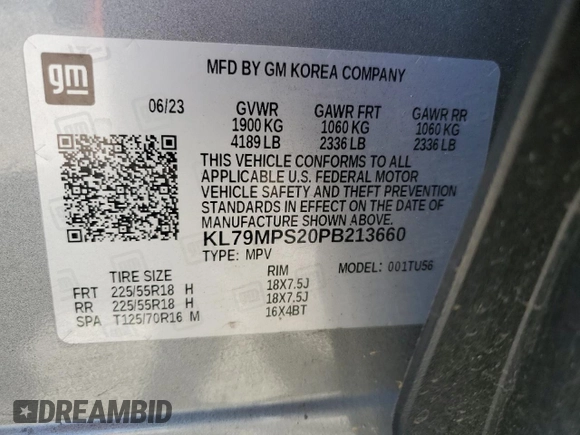 gm
MFD BY GM KOREA COMPANY
06/23 GVWR GAWR FRT GAWR RR
1900 KG 1060 KG 1060 KG
4189 LB 2336 LB 2336 LB
THIS VEHICLE CONFORMS TO ALL
APPLICABLE U.S. FEDERAL MOTOR
VEHICLE SAFETY AND THEFT PREVENTION
STANDARDS IN EFFECT ON THE DATE OF
MANUFACTURE SHOWN ABOVE.
KL79MPS20PB213660
TYPE: MPV MODEL: 001TU56
TIRE SIZE RIM
FRT 225/55R18 H 18X7.5J
RR 225/55R18 H 18X7.5J
SPA T125/70R16 M 16X4BT
DREAMBID